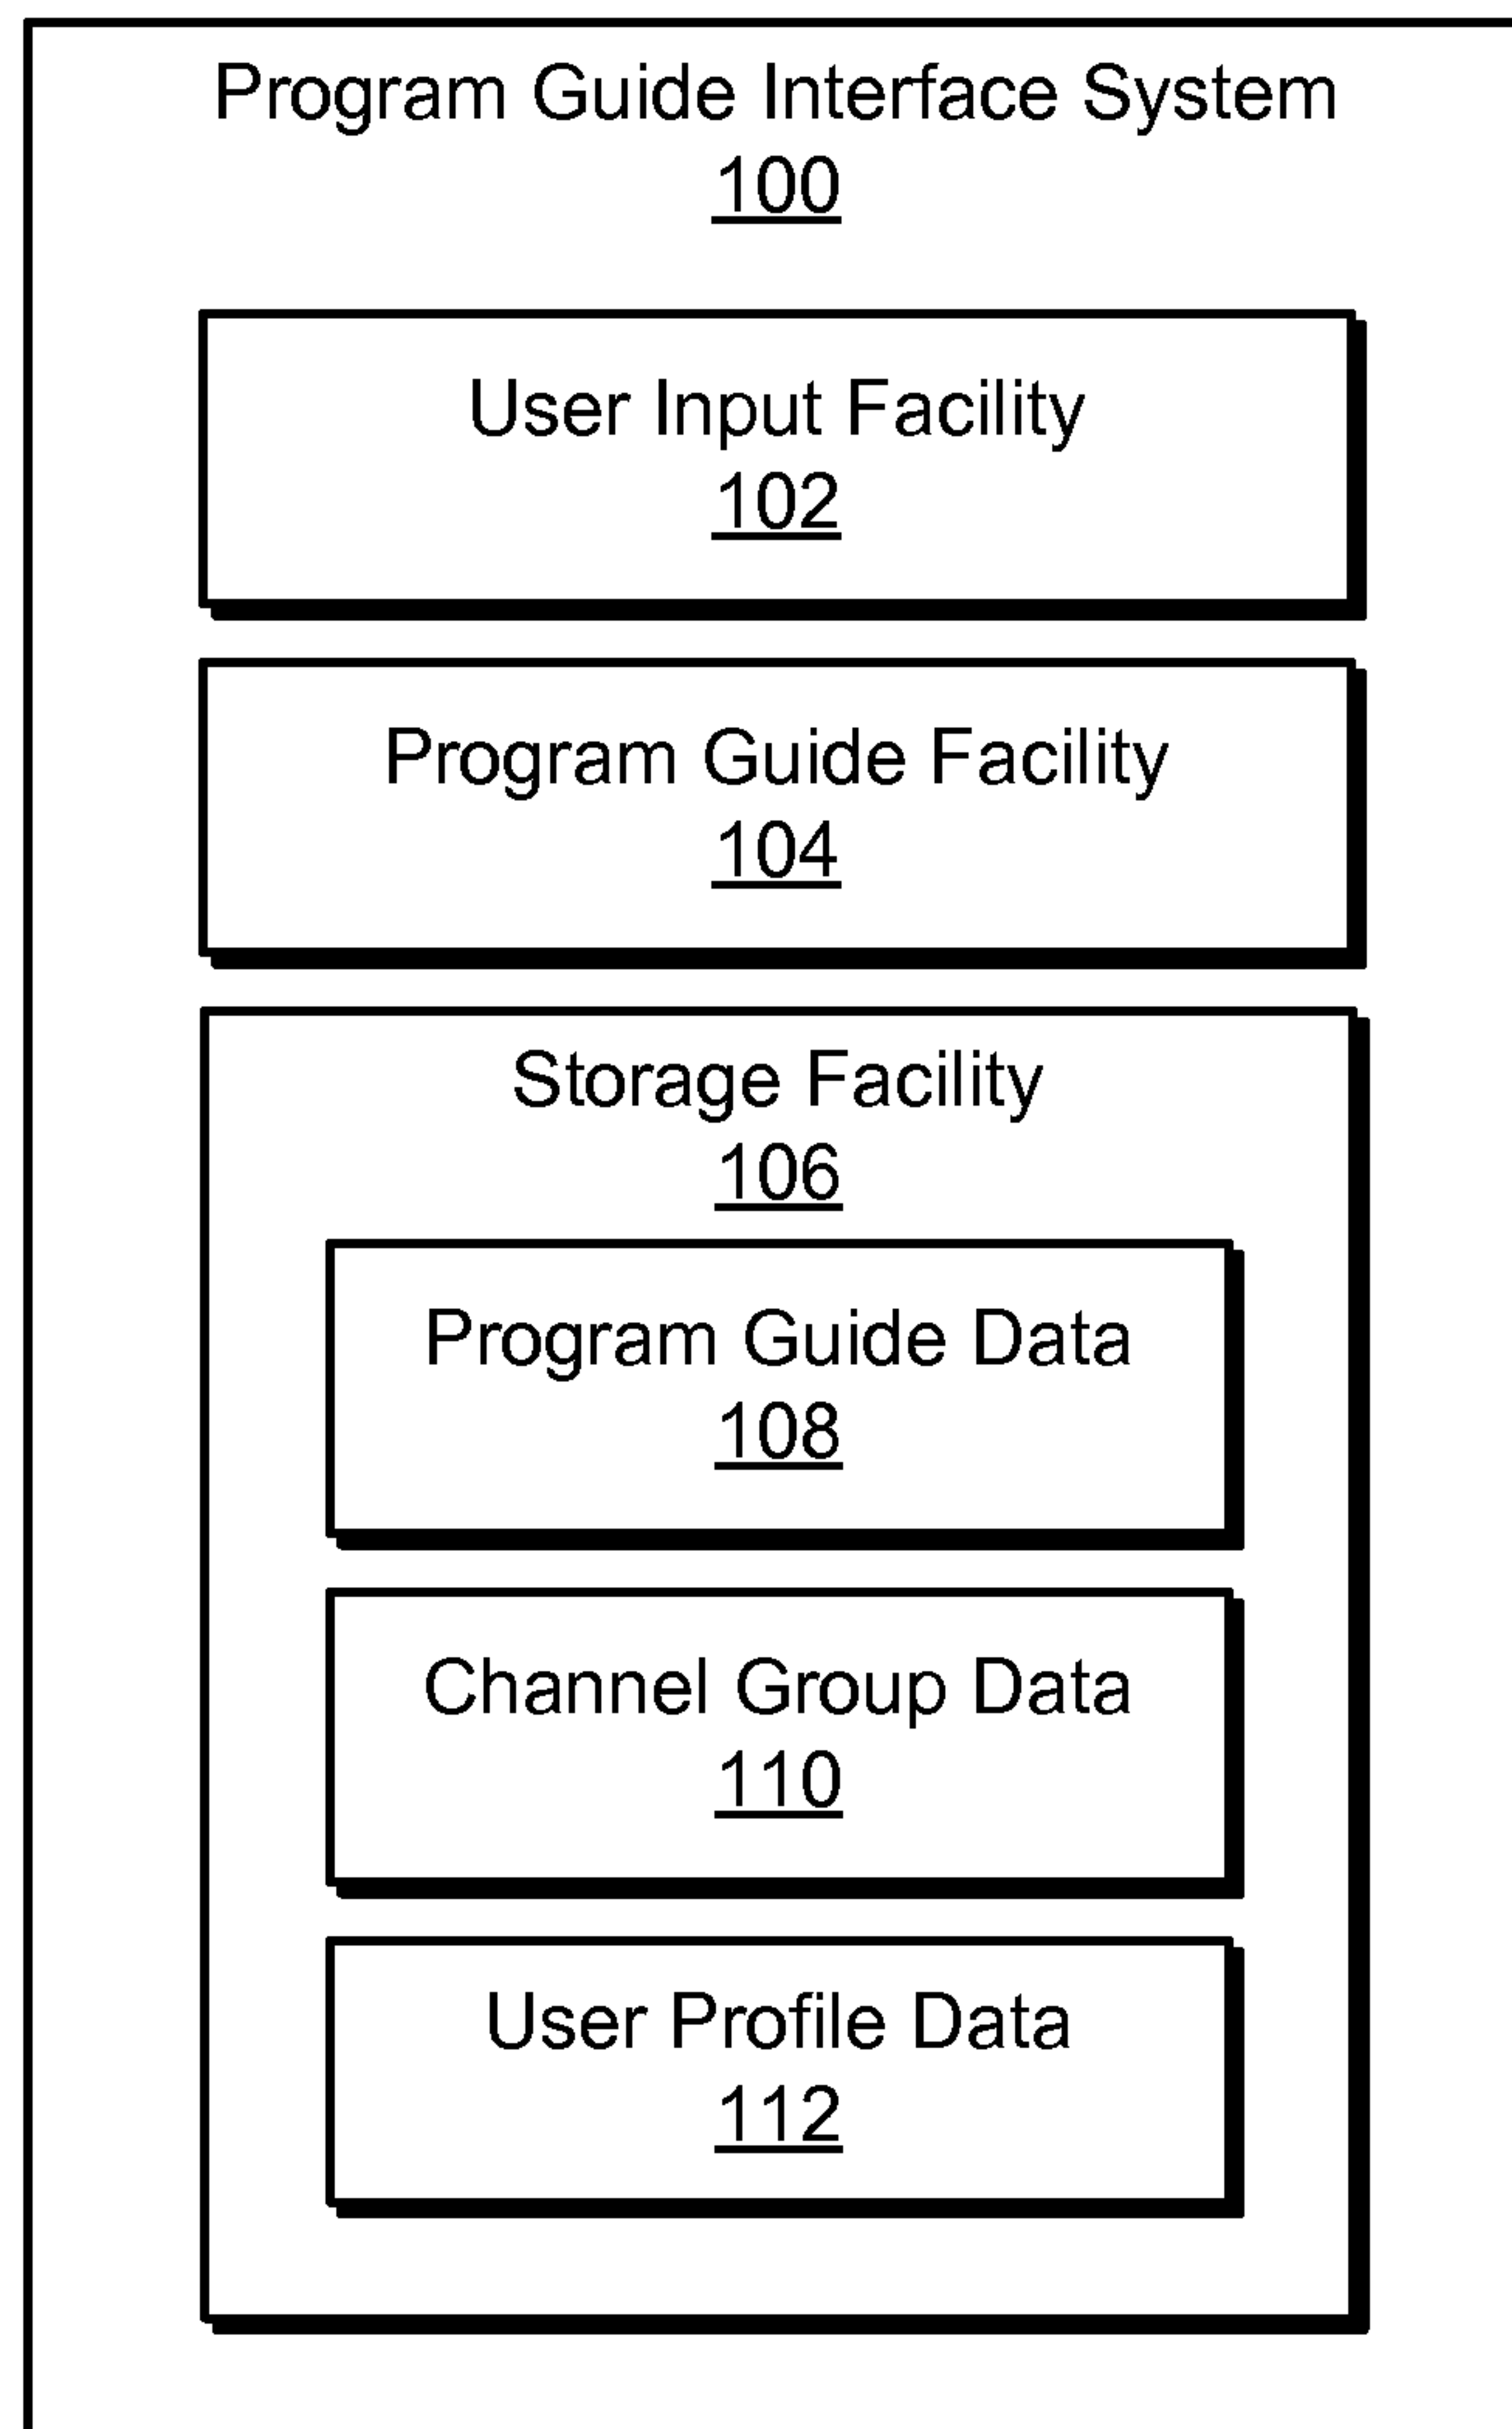 Program Guide Interface System
100
User Input Facility
102
Program Guide Facility
104
Storage Facility
106
Program Guide Data
108
Channel Group Data
110
User Profile Data
112